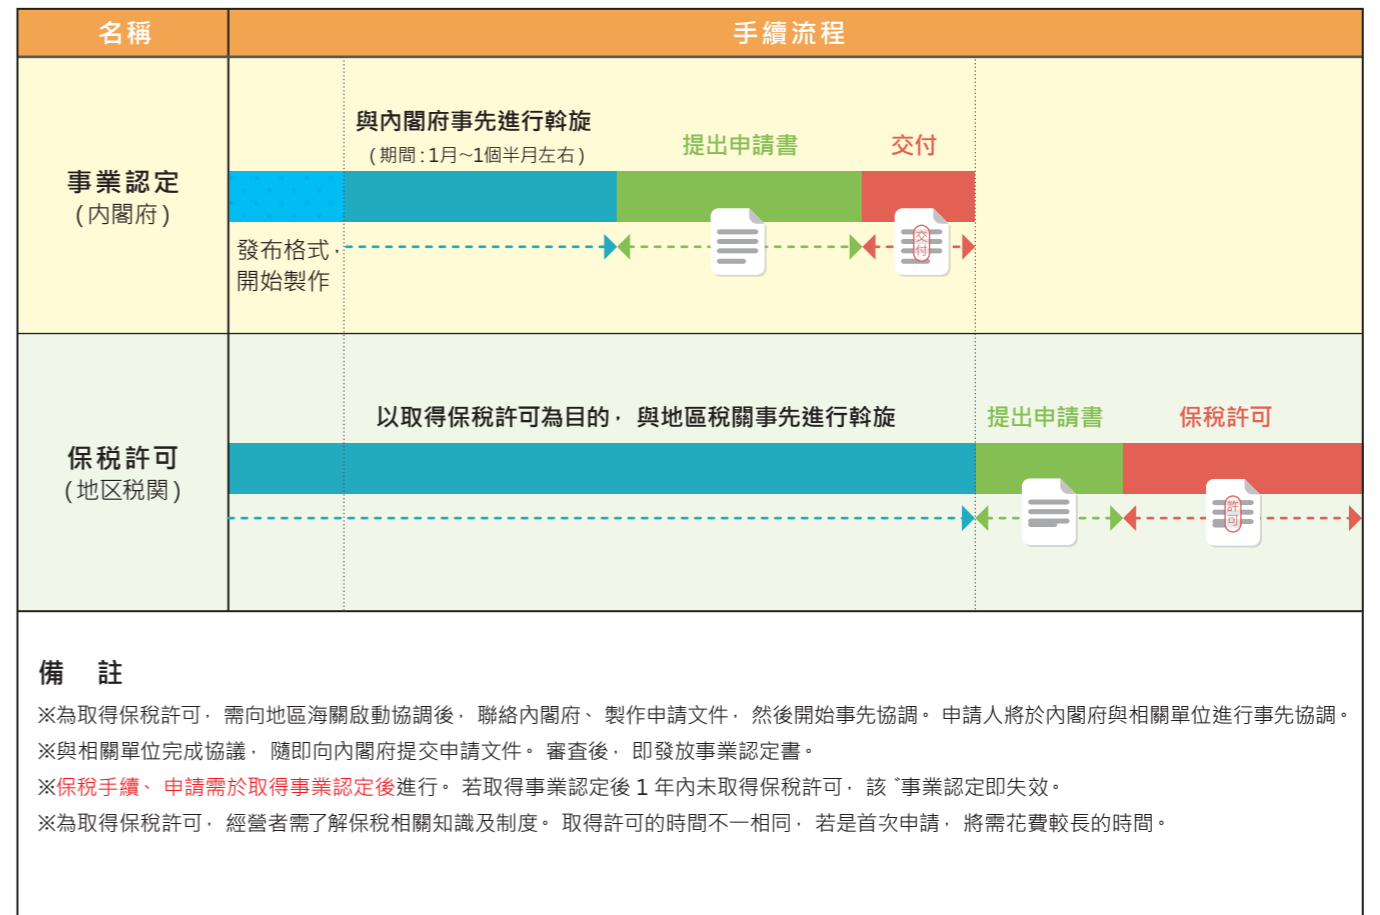 名稱
手續流程
事業認定
(内閣府)
與內閣府事先進行斡旋
(期間:1月~1個半月左右)
提出申請書
交付
發布格式，
開始製作
交付
保税許可
(地区税関)
以取得保稅許可為目的，與地區稅關事先進行斡旋
提出申請書
保稅許可
許可
備 註
※為取得保稅許可，需向地區海關啟動協調後，聯絡內閣府、製作申請文件，然後開始事先協調。申請人將於內閣府與相關單位進行事先協調。
※與相關單位完成協議，隨即向內閣府提交申請文件。審查後，即發放事業認定書。
※保稅手續、申請需於取得事業認定後進行。若取得事業認定後1年內未取得保稅許可，該゛事業認定即失效。
※為取得保稅許可，經營者需了解保稅相關知識及制度。取得許可的時間不一相同，若是首次申請，將需花費較長的時間。